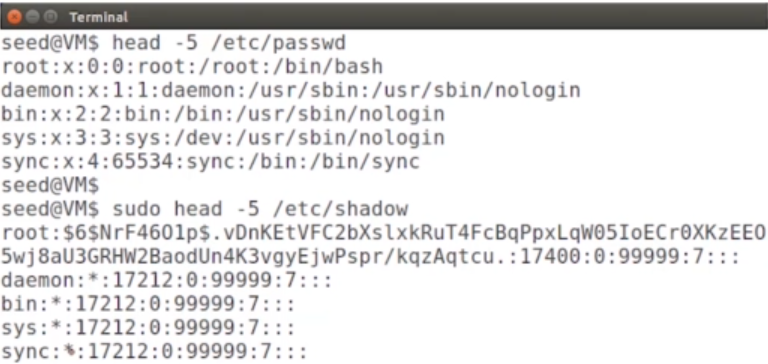 Terminal
seed@VM$ head -5 /etc/passwd
root:x:0:0:root:/root:/bin/bash
daemon:x:1:1:daemon:/usr/sbin:/usr/sbin/nologin
bin:x:2:2:bin:/bin:/usr/sbin/nologin
sys:x:3:3:sys:/dev:/usr/sbin/nologin
sync:x:4:65534:sync:/bin:/bin/sync
seed@VM$
seed@VM$ sudo head -5 /etc/shadow
root:$6$NrF46O1p$.vDnKEtVFC2bXslxkRuT4FcBqPpxLqW05IoECr0XKzEEO
5wj8aU3GRHW2BaodUn4K3vgyEjwPspr/kqzAqtcu.:17400:0:99999:7:::
daemon:*:17212:0:99999:7:::
bin:*:17212:0:99999:7:::
sys:*:17212:0:99999:7:::
sync:*:17212:0:99999:7:::